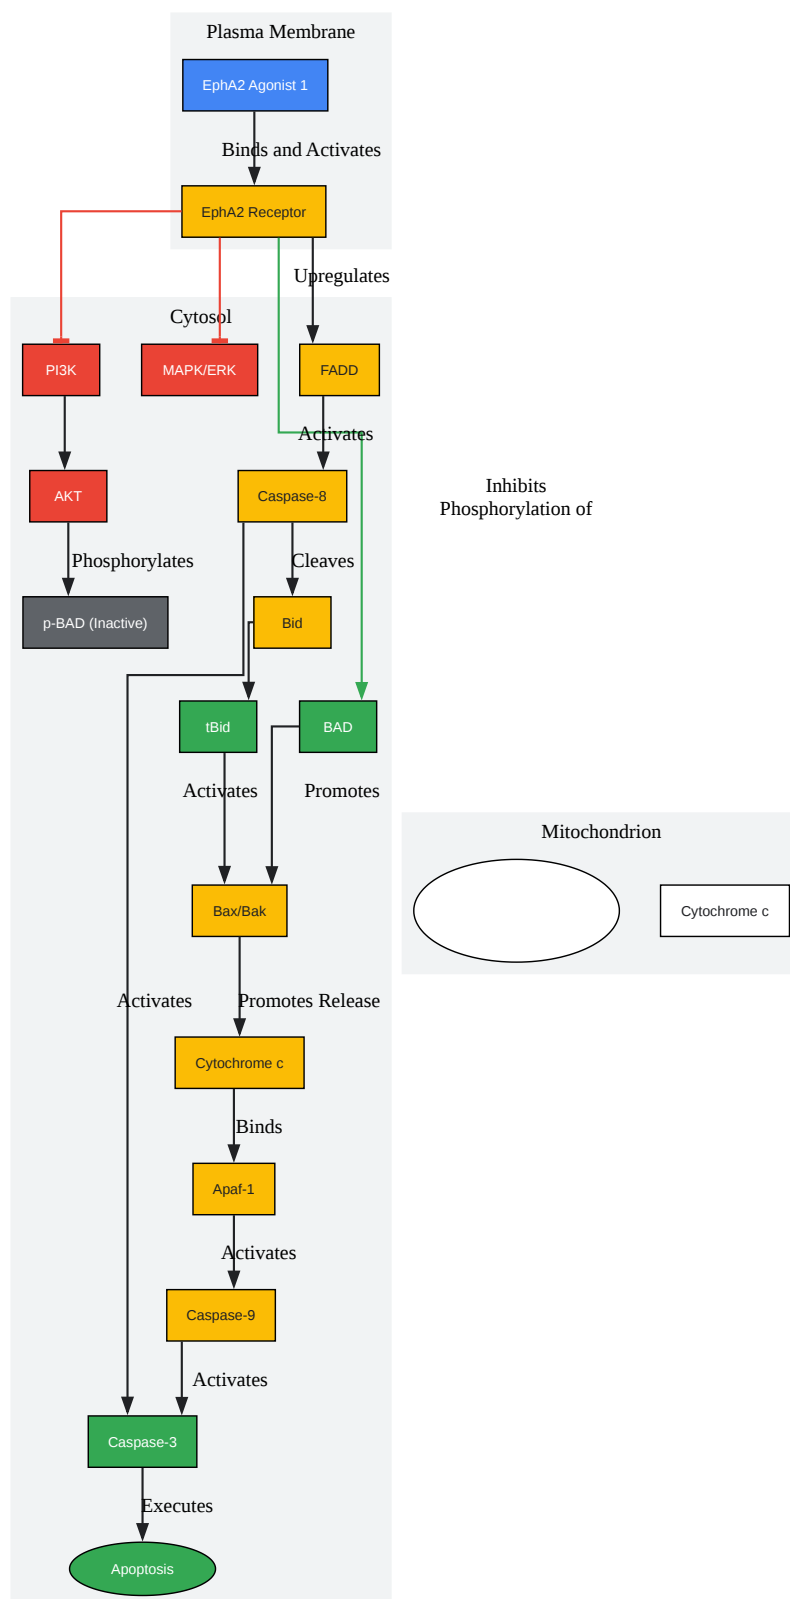 Plasma Membrane
EphA2 Agonist 1
Binds and Activates
EphA2 Receptor
Upregulates
Cytosol
PI3K
MAPK/ERK
FADD
Activates
AKT
Caspase-8
Inhibits
Phosphorylation of
Phosphorylates
Cleaves
p-BAD (Inactive)
Bid
tBid
BAD
Activates
Promotes
Mitochondrion
Bax/Bak
Cytochrome c
Activates
Promotes Release
Cytochrome c
Binds
Apaf-1
Activates
Caspase-9
Activates
Caspase-3
Executes
Apoptosis